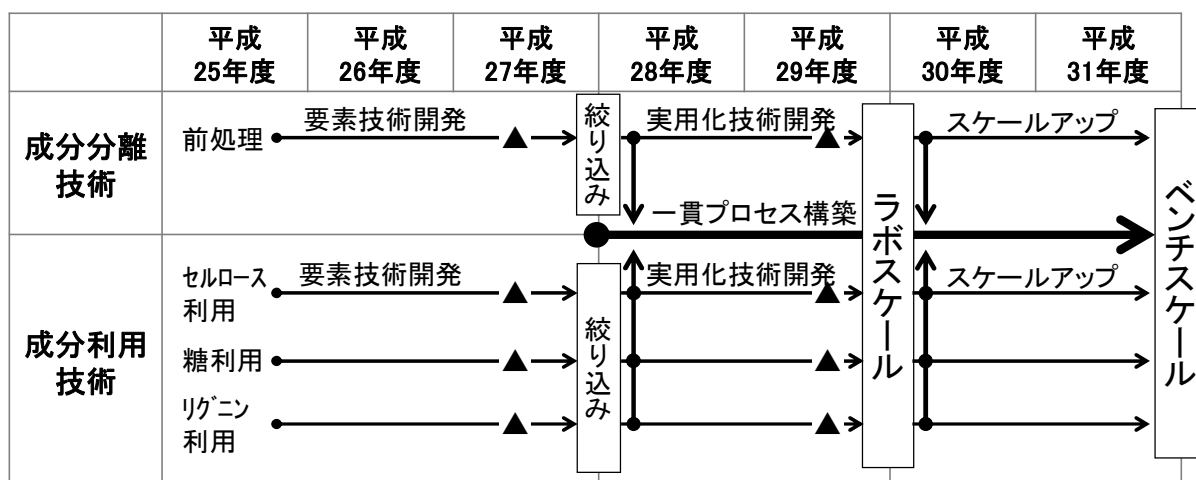 平成
25年度
平成
26年度
平成
27年度
平成
28年度
平成
29年度
平成
30年度
平成
31年度
成分分離
技術
前処理
要素技術開発
▲
絞り込み
実用化技術開発
▲
ラボスケール
スケールアップ
ベンチスケール
一貫プロセス構築
成分利用
技術
セルロース
利用
要素技術開発
▲
絞り込み
実用化技術開発
▲
スケールアップ
糖利用
▲
▲
リグニン
利用
▲
▲